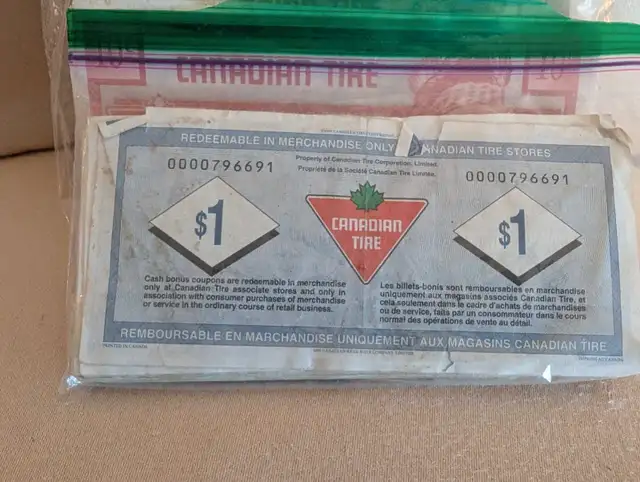 10¢ CANADIAN TIRE 10
REDEEMABLE IN MERCHANDISE ONLY CANADIAN TIRE STORES
0000796691
Property of Canadian Tire Corporation, Limited.
Propriété de la Société Canadian Tire Limitée.
0000796691
$1
CANADIAN
TIRE
$1
Cash bonus coupons are redeemable in merchandise
only at Canadian Tire associate stores and only in
association with consumer purchases of merchandise
or service in the ordinary course of retail business.
Les billets-bonis sont remboursables en marchandise
uniquement aux magasins associés Canadian Tire, et
cela seulement dans le cadre d'achats de marchandises
ou de service, faits par un consommateur dans le cours
normal des opérations de vente au détail.
REMBOURSABLE EN MARCHANDISE UNIQUEMENT AUX MAGASINS CANADIAN TIRE
PRINTED IN CANADA